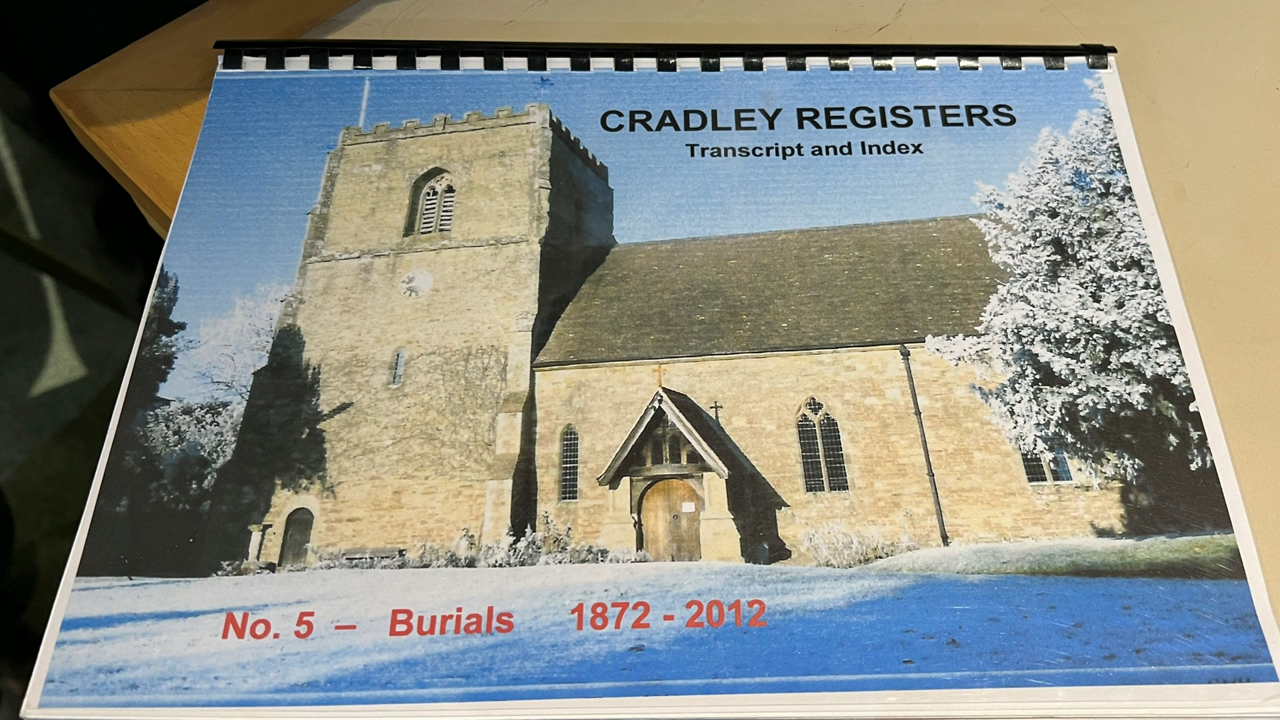 CRADLEY REGISTERS
Transcript and Index
No. 5 – Burials 1872 - 2012